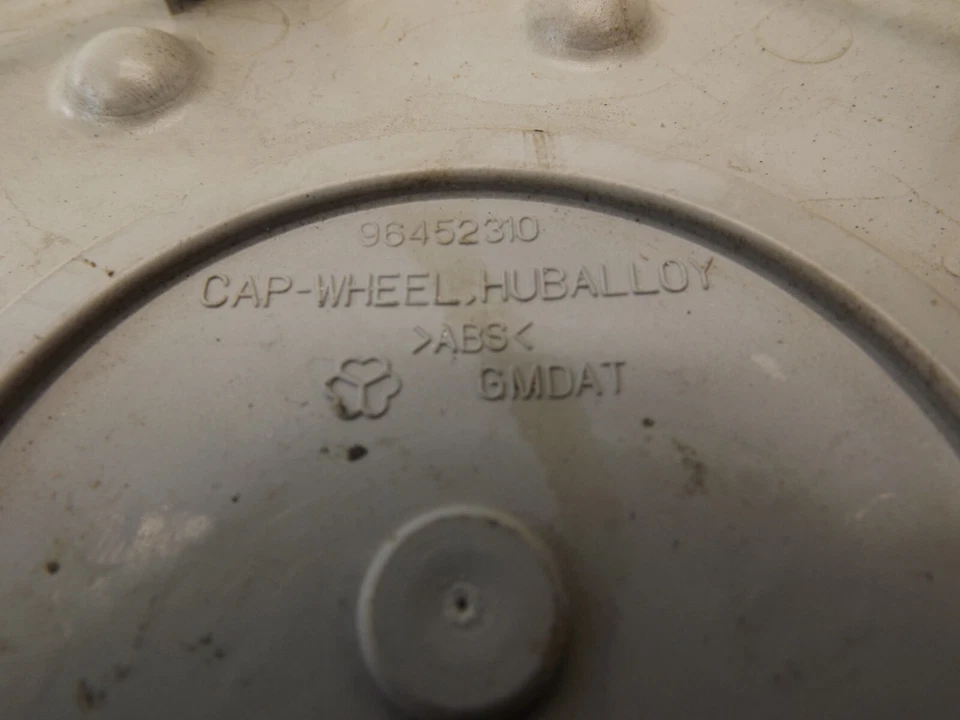 96452310
CAP-WHEEL,HUBALLOY
>ABS<
GMDAT